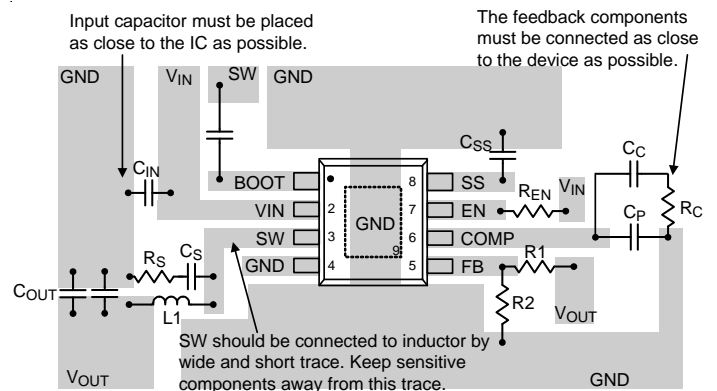 Input capacitor must be placed
as close to the IC as possible.
The feedback components
must be connected as close
to the device as possible.
GND
VIN
SW
GND
CIN
CSS
CC
RC
CP
BOOT
8
SS
REN
VIN
VIN
2
7
EN
GND
SW
3
6
COMP
9
GND
4
5
FB
R1
RS
CS
COUT
L1
R2
VOUT
SW should be connected to inductor by
wide and short trace. Keep sensitive
components away from this trace.
VOUT
GND